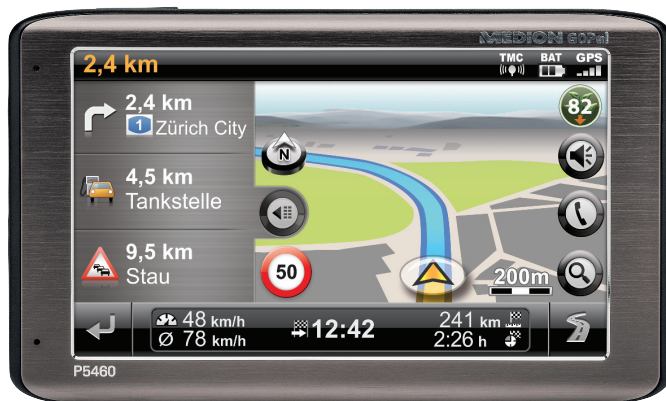 MEDION GoPal
2,4 km
TMC BAT GPS
2,4 km
1 Zürich City
4,5 km
Tankstelle
9,5 km
Stau
N
82
50
200m
48 km/h
Ø 78 km/h
12:42
241 km
2:26 h
P5460